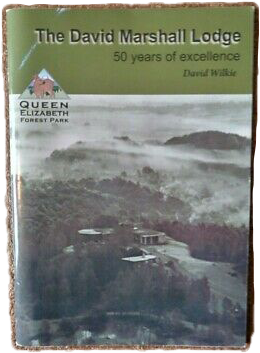 The David Marshall Lodge
50 years of excellence
David Wilkie
QUEEN
ELIZABETH
FOREST PARK